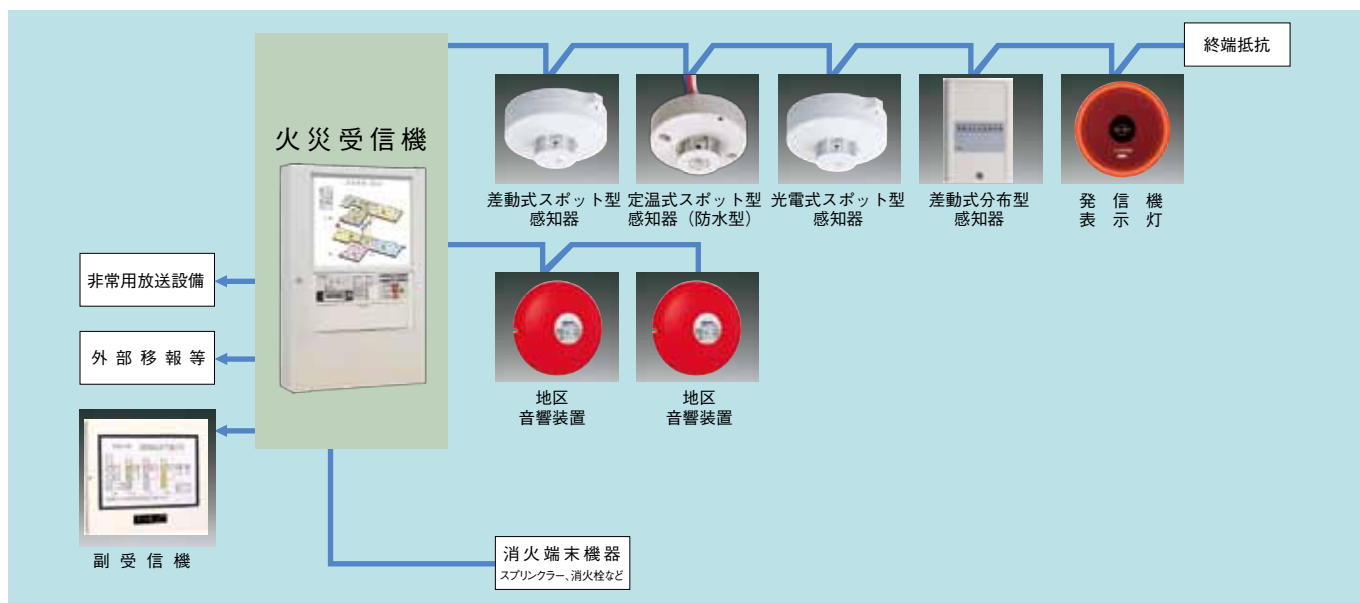 終端抵抗
火災受信機
差動式スポット型
感知器
定温式スポット型
感知器（防水型）
光電式スポット型
感知器
差動式分布型
感知器
発信機
表示灯
非常用放送設備
外部移報等
地区
音響装置
地区
音響装置
副受信機
消火端末機器
スプリンクラー、消火栓など